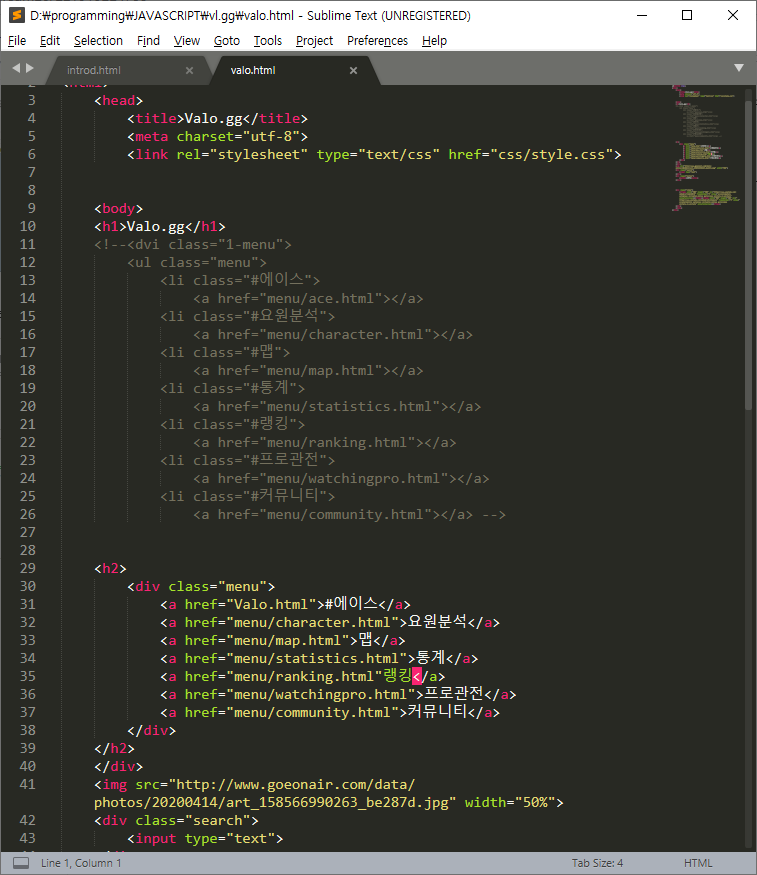 D:₩programming₩JAVASCRIPT₩vl.gg₩valo.html - Sublime Text (UNREGISTERED)
File Edit Selection Find View Goto Tools Project Preferences Help
introd.html × valo.html ×
2 <html>
3 <head>
4 <title>Valo.gg</title>
5 <meta charset="utf-8">
6 <link rel="stylesheet" type="text/css" href="css/style.css">
7
8
9 <body>
10 <h1>Valo.gg</h1>
11 <!--<dvi class="1-menu">
12 <ul class="menu">
13 <li class="#에이스">
14 <a href="menu/ace.html"></a>
15 <li class="#요원분석">
16 <a href="menu/character.html"></a>
17 <li class="#맵">
18 <a href="menu/map.html"></a>
19 <li class="#통계">
20 <a href="menu/statistics.html"></a>
21 <li class="#랭킹">
22 <a href="menu/ranking.html"></a>
23 <li class="#프로관전">
24 <a href="menu/watchingpro.html"></a>
25 <li class="#커뮤니티">
26 <a href="menu/community.html"></a> -->
27
28
29 <h2>
30 <div class="menu">
31 <a href="Valo.html">#에이스</a>
32 <a href="menu/character.html">요원분석</a>
33 <a href="menu/map.html">맵</a>
34 <a href="menu/statistics.html">통계</a>
35 <a href="menu/ranking.html"랭킹</a>
36 <a href="menu/watchingpro.html">프로관전</a>
37 <a href="menu/community.html">커뮤니티</a>
38 </div>
39 </h2>
40 </div>
41 <img src="http://www.goeonair.com/data/
photos/20200414/art_158566990263_be287d.jpg" width="50%">
42 <div class="search">
43 <input type="text">
Line 1, Column 1 Tab Size: 4 HTML